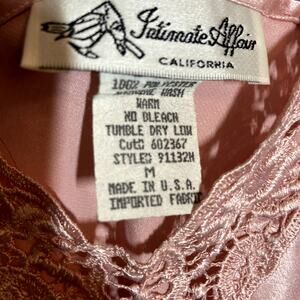 Intimate Affair
CALIFORNIA
100% POLYESTER
MACHINE WASH
WARM
NO BLEACH
TUMBLE DRY LOW
Cut# 602367
STYLE# 91132H
M
MADE IN U.S.A.
IMPORTED FABRIC